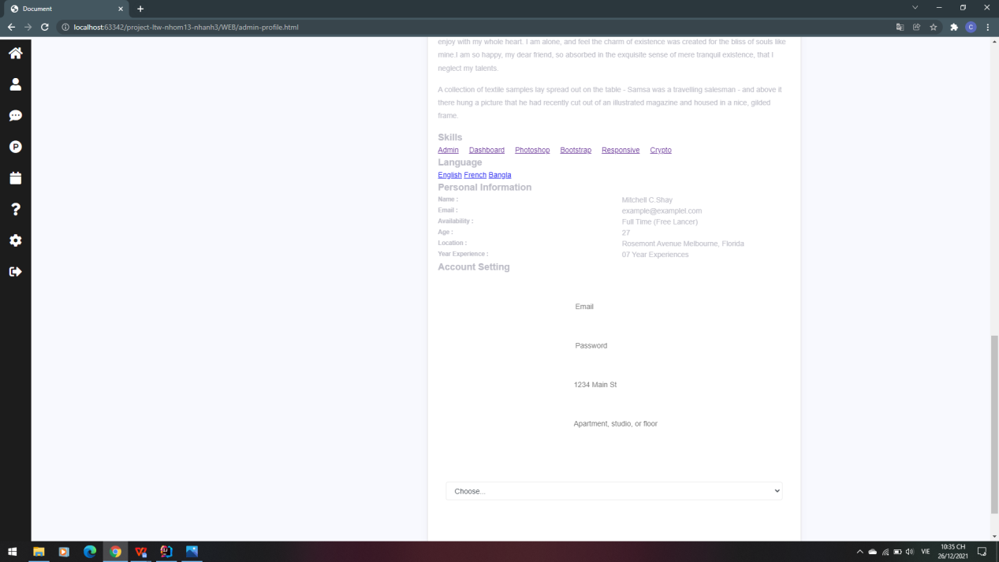 Document
localhost:63342/project-ltw-nhom13-nhanh3/WEB/admin-profile.html
C
enjoy with my whole heart. I am alone, and feel the charm of existence was created for the bliss of souls like
mine.I am so happy, my dear friend, so absorbed in the exquisite sense of mere tranquil existence, that I
neglect my talents.
A collection of textile samples lay spread out on the table - Samsa was a travelling salesman - and above it
there hung a picture that he had recently cut out of an illustrated magazine and housed in a nice, gilded
frame.
Skills
Admin Dashboard Photoshop Bootstrap Responsive Crypto
Language
English French Bangla
Personal Information
Name : Mitchell C.Shay
Email : example@examplel.com
Availability : Full Time (Free Lancer)
Age : 27
Location : Rosemont Avenue Melbourne, Florida
Year Experience : 07 Year Experiences
Account Setting
Email
Password
1234 Main St
Apartment, studio, or floor
Choose...
VIE
10:35 CH
26/12/2021